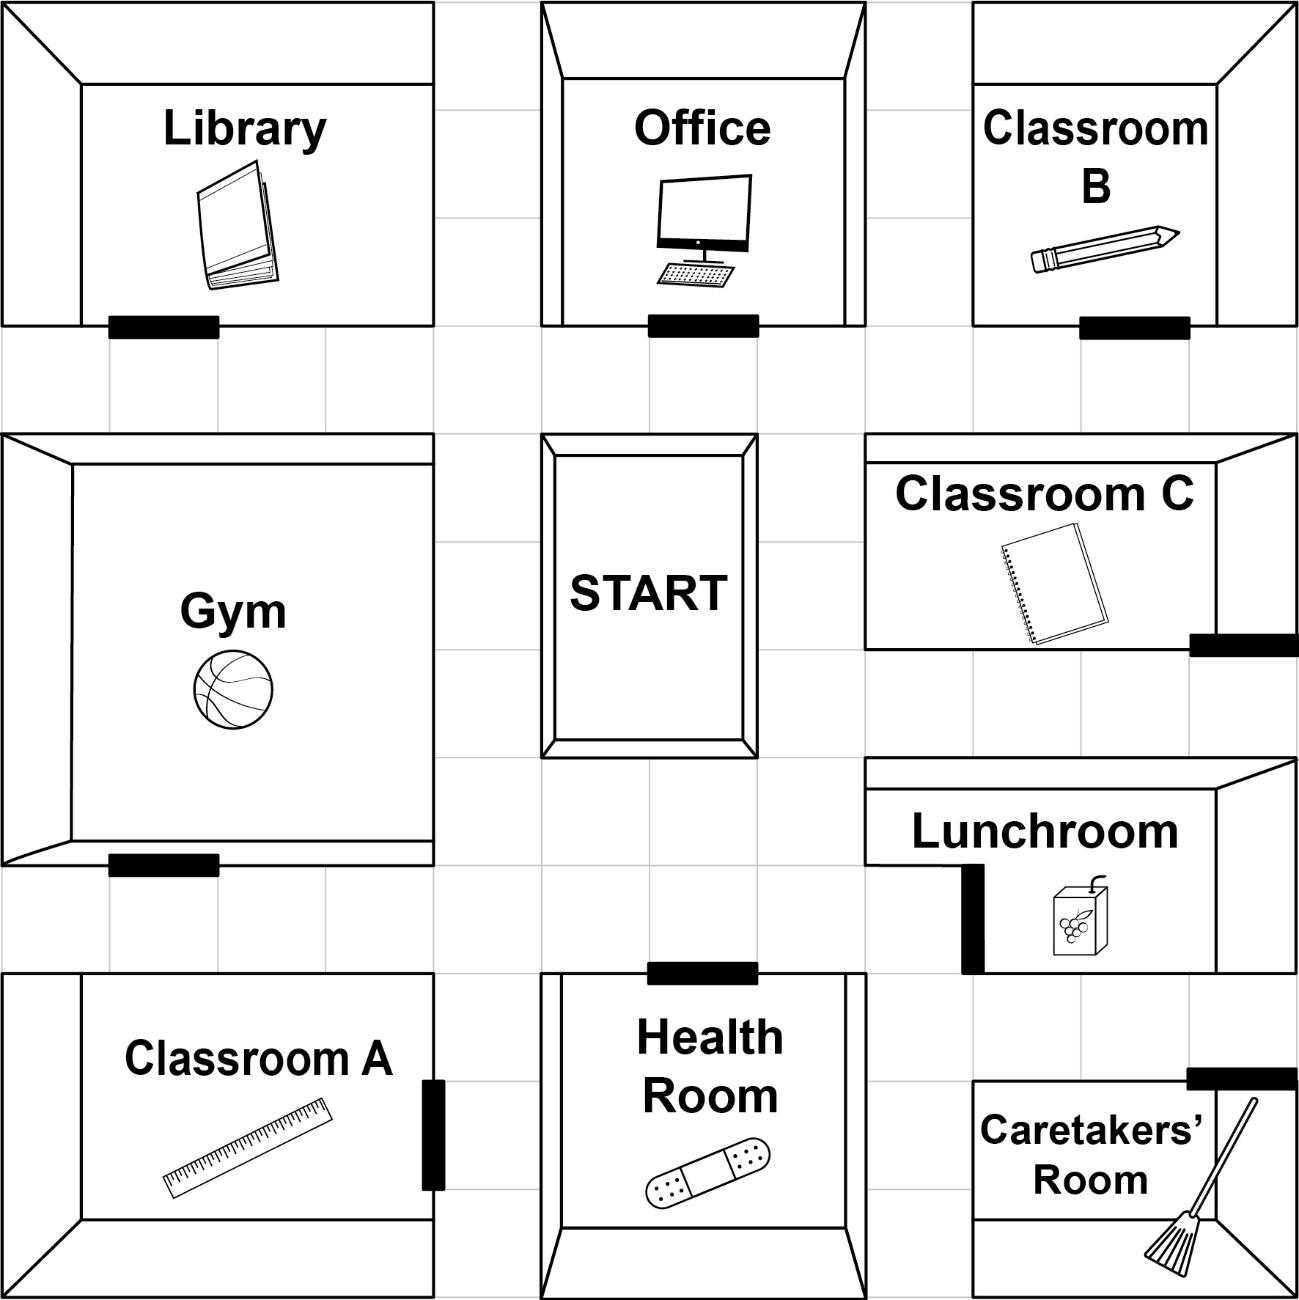 Library
Office
Classroom
B
Classroom C
START
Gym
Lunchroom
Classroom A
Health
Room
Caretakers’
Room